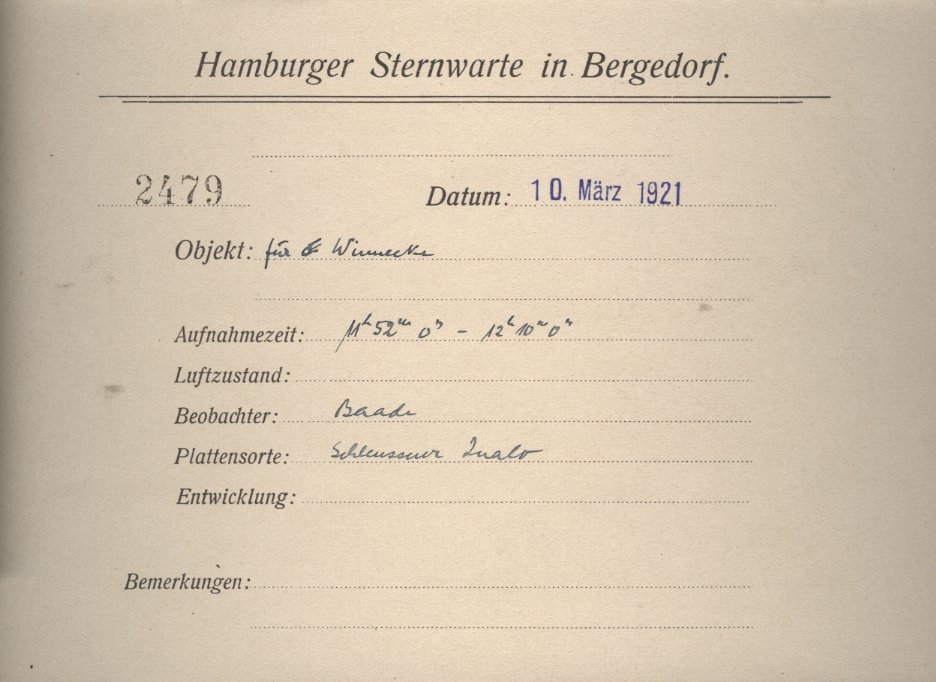 Hamburger Sternwarte in Bergedorf.
2479 Datum: 10. März 1921
Objekt: für Winnecke
Aufnahmezeit: 11h 52m 0s – 12h 10m 0s
Luftzustand:
Beobachter: Baade
Plattensorte: Schleussner
Entwicklung:
Bemerkungen: